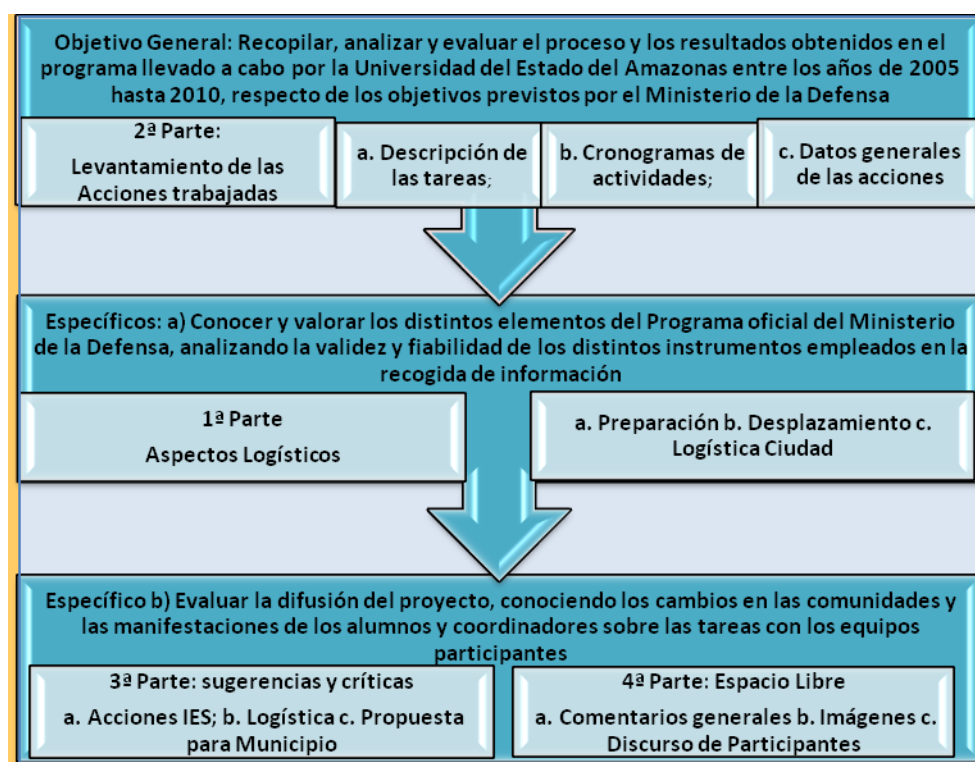 Objetivo General: Recopilar, analizar y evaluar el proceso y los resultados obtenidos en el
programa llevado a cabo por la Universidad del Estado del Amazonas entre los años de 2005
hasta 2010, respecto de los objetivos previstos por el Ministerio de la Defensa
2ª Parte:
Levantamiento de las
Acciones trabajadas
a. Descripción de
las tareas;
b. Cronogramas de
actividades;
c. Datos generales
de las acciones
Específicos: a) Conocer y valorar los distintos elementos del Programa oficial del Ministerio
de la Defensa, analizando la validez y fiabilidad de los distintos instrumentos empleados en la
recogida de información
1ª Parte
Aspectos Logísticos
a. Preparación b. Desplazamiento c.
Logística Ciudad
Específico b) Evaluar la difusión del proyecto, conociendo los cambios en las comunidades y
las manifestaciones de los alumnos y coordinadores sobre las tareas con los equipos
participantes
3ª Parte: sugerencias y críticas
a. Acciones IES; b. Logística c. Propuesta
para Municipio
4ª Parte: Espacio Libre
a. Comentarios generales b. Imágenes c.
Discurso de Participantes